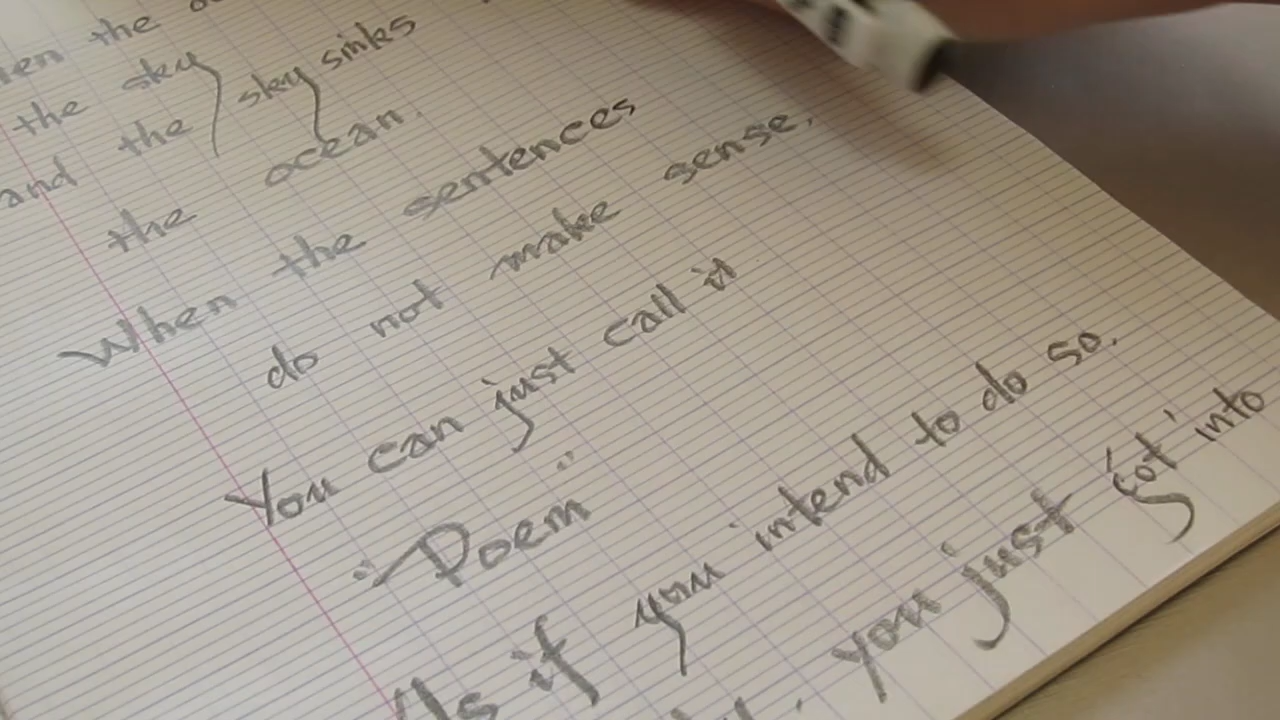 the
the sky
and the sky sinks
the ocean.
When the sentences
do not make sense.
You can just call it
"Poem"
As if you intend to do so.
you just got into